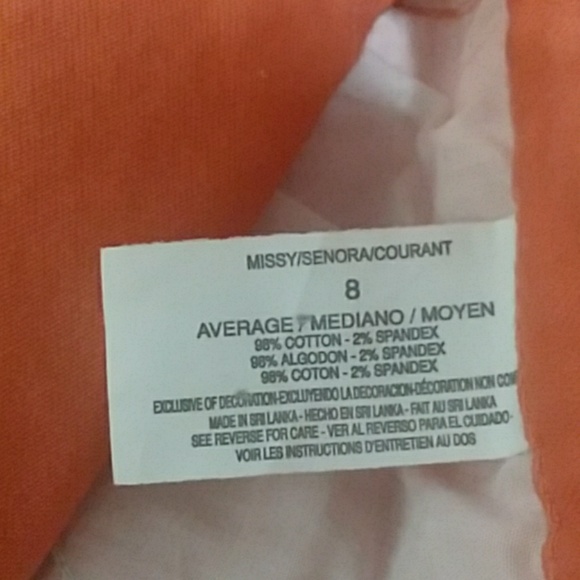 MISSY/SENORA/COURANT
8
AVERAGE / MEDIANO / MOYEN
98% COTTON - 2% SPANDEX
98% ALGODON - 2% SPANDEX
98% COTON - 2% SPANDEX
EXCLUSIVE OF DECORATION-EXCLUYENDO LA DECORACION-DÉCORATION NON COM
MADE IN SRI LANKA - HECHO EN SRI LANKA - FAIT AU SRI LANKA
SEE REVERSE FOR CARE - VER AL REVERSO PARA EL CUIDADO -
VOIR LES INSTRUCTIONS D'ENTRETIEN AU DOS